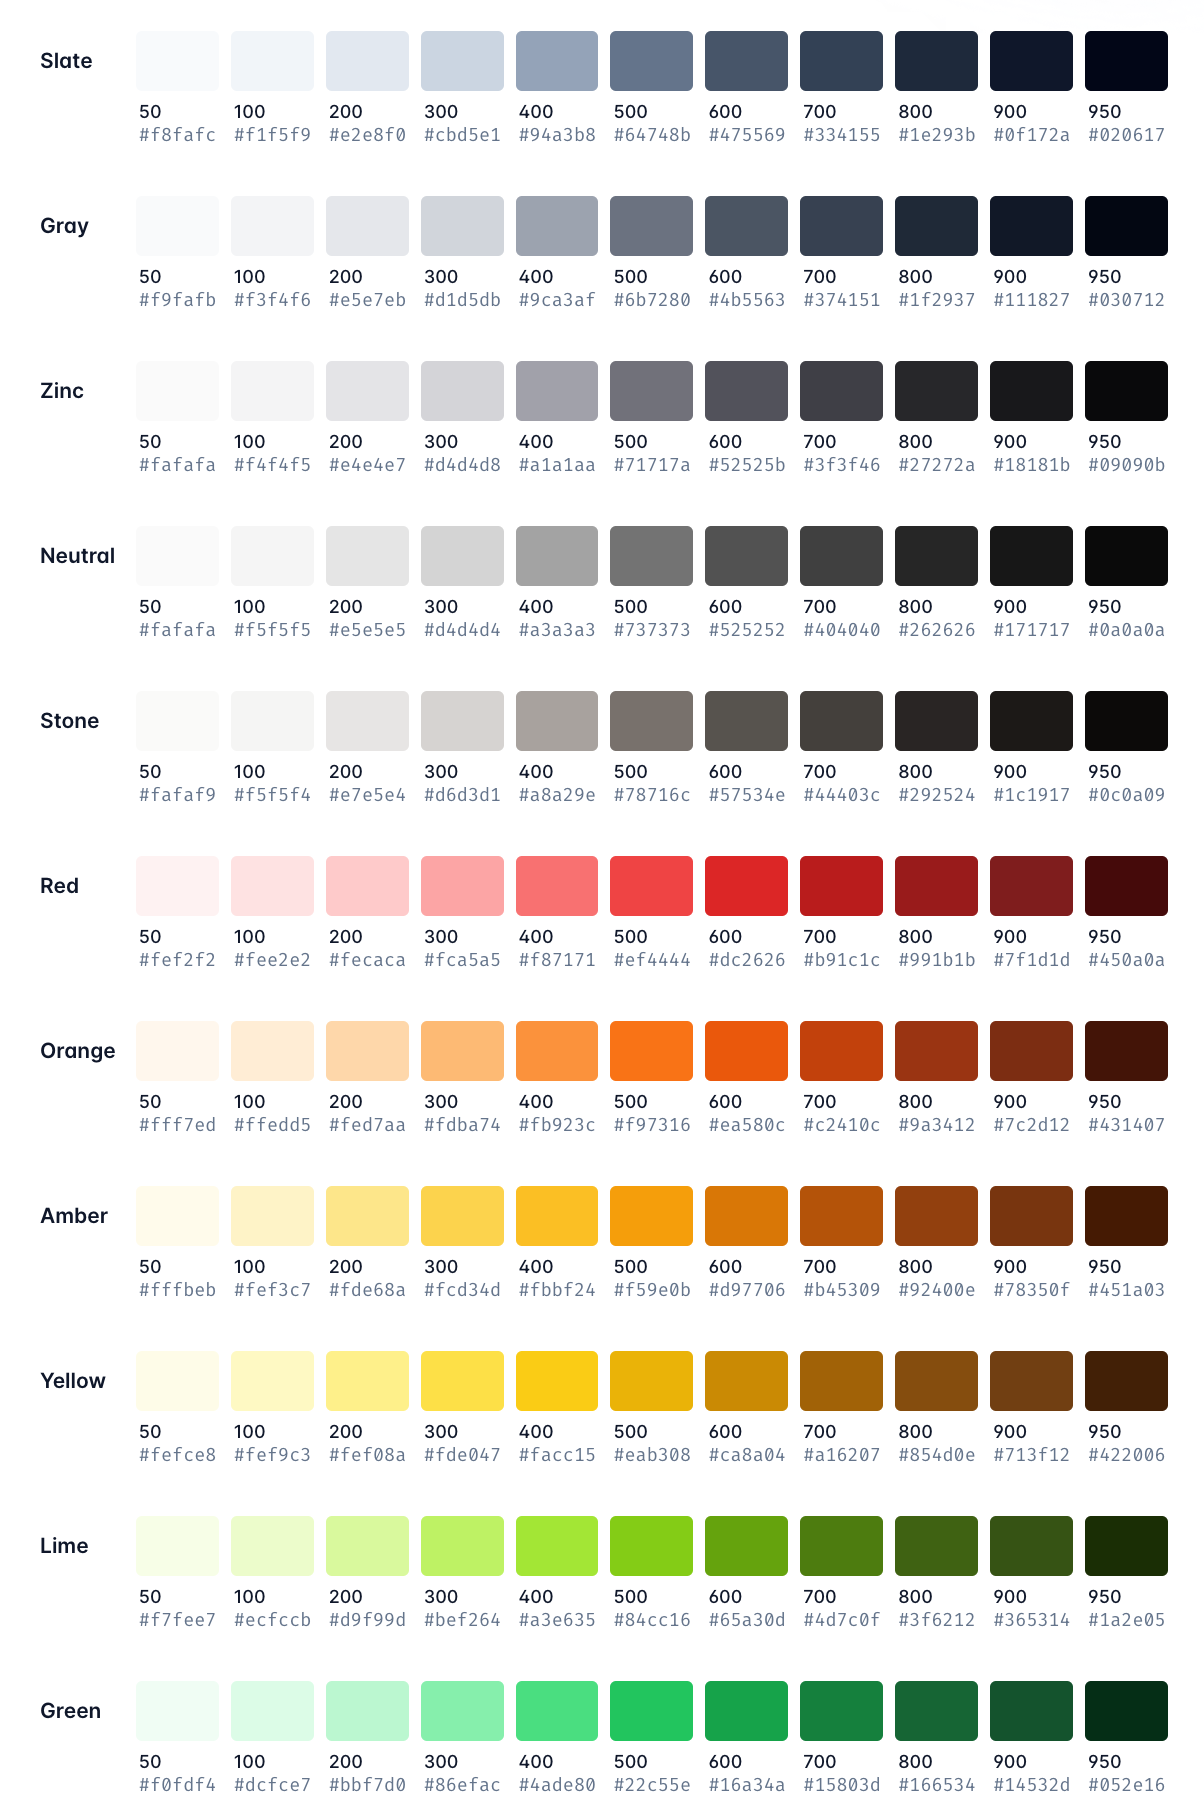 Slate
50 100 200 300 400 500 600 700 800 900 950
#f8fafc #f1f5f9 #e2e8f0 #cbd5e1 #94a3b8 #64748b #475569 #334155 #1e293b #0f172a #020617
Gray
50 100 200 300 400 500 600 700 800 900 950
#f9fafb #f3f4f6 #e5e7eb #d1d5db #9ca3af #6b7280 #4b5563 #374151 #1f2937 #111827 #030712
Zinc
50 100 200 300 400 500 600 700 800 900 950
#fafafa #f4f4f5 #e4e4e7 #d4d4d8 #a1a1aa #71717a #52525b #3f3f46 #27272a #18181b #09090b
Neutral
50 100 200 300 400 500 600 700 800 900 950
#fafafa #f5f5f5 #e5e5e5 #d4d4d4 #a3a3a3 #737373 #525252 #404040 #262626 #171717 #0a0a0a
Stone
50 100 200 300 400 500 600 700 800 900 950
#fafaf9 #f5f5f4 #e7e5e4 #d6d3d1 #a8a29e #78716c #57534e #44403c #292524 #1c1917 #0c0a09
Red
50 100 200 300 400 500 600 700 800 900 950
#fef2f2 #fee2e2 #fecaca #fca5a5 #f87171 #ef4444 #dc2626 #b91c1c #991b1b #7f1d1d #450a0a
Orange
50 100 200 300 400 500 600 700 800 900 950
#fff7ed #ffedd5 #fed7aa #fdba74 #fb923c #f97316 #ea580c #c2410c #9a3412 #7c2d12 #431407
Amber
50 100 200 300 400 500 600 700 800 900 950
#fffbeb #fef3c7 #fde68a #fcd34d #fbbf24 #f59e0b #d97706 #b45309 #92400e #78350f #451a03
Yellow
50 100 200 300 400 500 600 700 800 900 950
#fefce8 #fef9c3 #fef08a #fde047 #facc15 #eab308 #ca8a04 #a16207 #854d0e #713f12 #422006
Lime
50 100 200 300 400 500 600 700 800 900 950
#f7fee7 #ecfccb #d9f99d #bef264 #a3e635 #84cc16 #65a30d #4d7c0f #3f6212 #365314 #1a2e05
Green
50 100 200 300 400 500 600 700 800 900 950
#f0fdf4 #dcfce7 #bbf7d0 #86efac #4ade80 #22c55e #16a34a #15803d #166534 #14532d #052e16